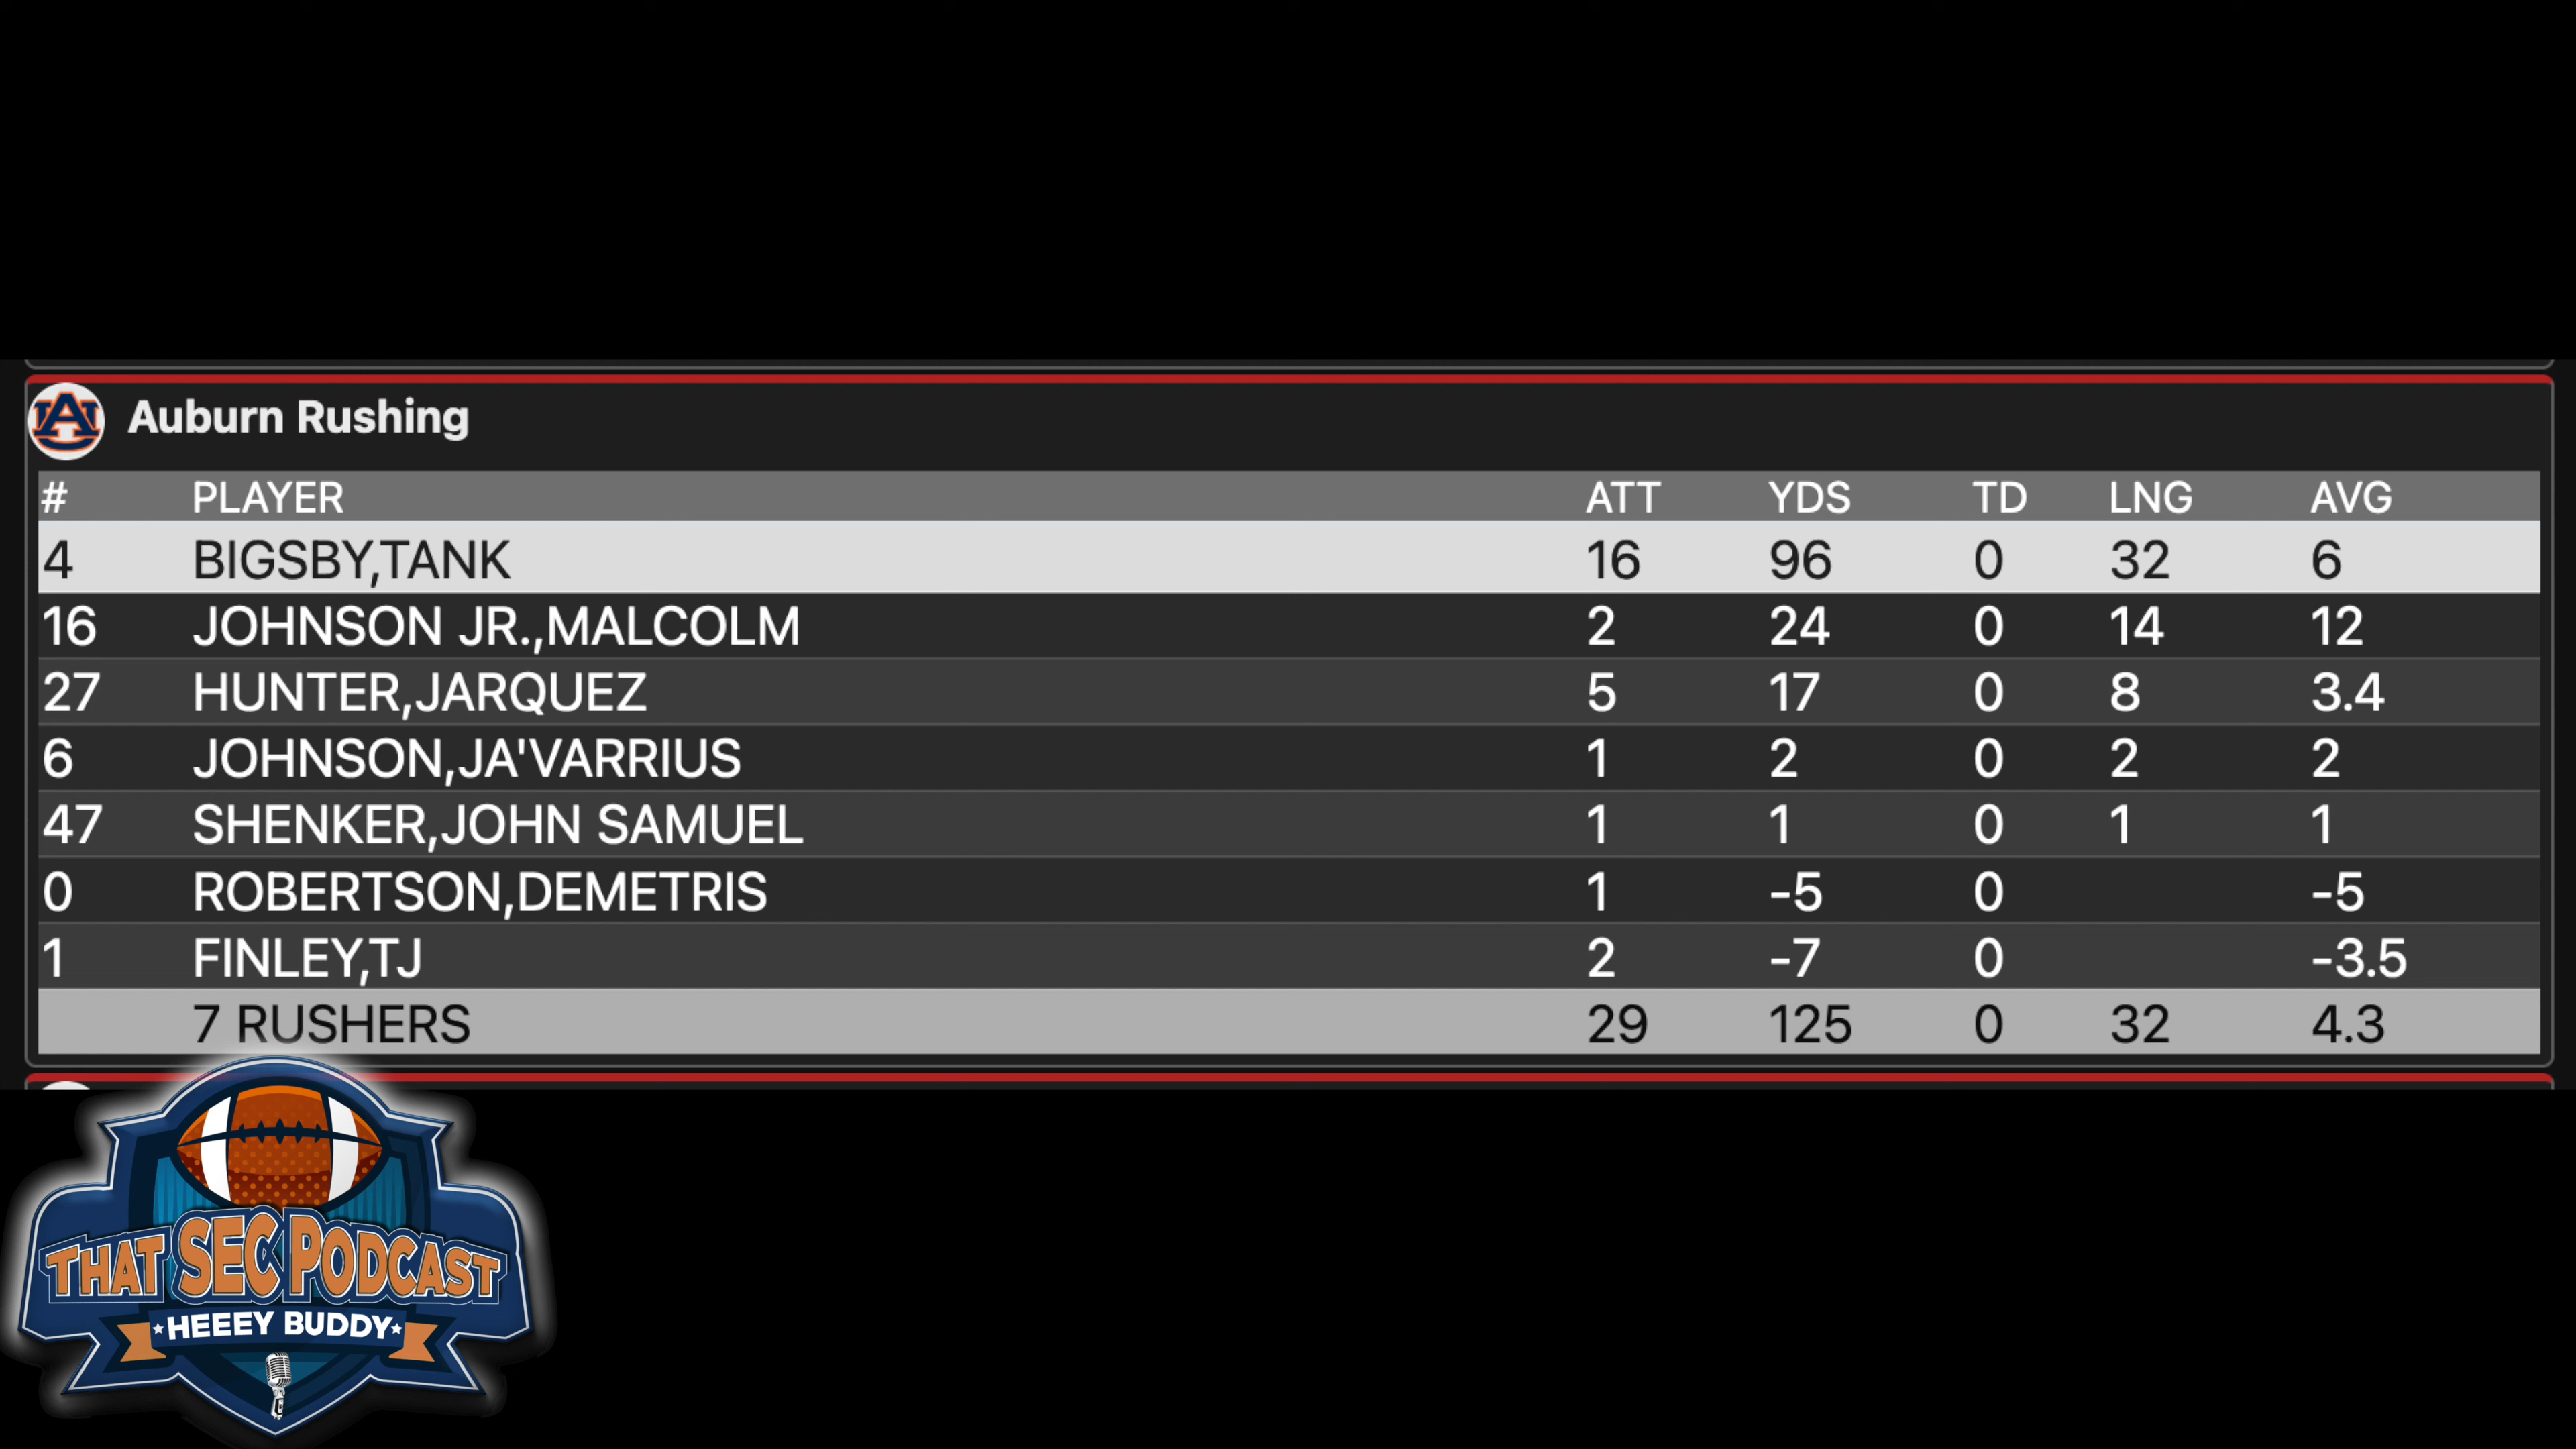 Auburn Rushing
# PLAYER ATT YDS TD LNG AVG
4 BIGSBY,TANK 16 96 0 32 6
16 JOHNSON JR.,MALCOLM 2 24 0 14 12
27 HUNTER,JARQUEZ 5 17 0 8 3.4
6 JOHNSON,JA'VARRIUS 1 2 0 2 2
47 SHENKER,JOHN SAMUEL 1 1 0 1 1
0 ROBERTSON,DEMETRIS 1 -5 0 -5
1 FINLEY,TJ 2 -7 0 -3.5
7 RUSHERS 29 125 0 32 4.3
THAT SEC PODCAST
HEEEY BUDDY